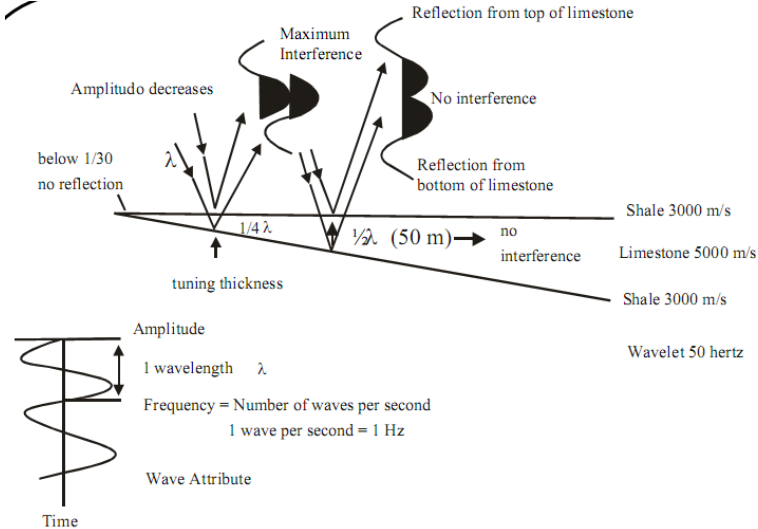 Reflection from top of limestone
Maximum
Interference
Amplitudo decreases
No interference
below 1/30
no reflection
λ
Reflection from
bottom of limestone
Shale 3000 m/s
1/4 λ
½λ (50 m)
no
interference
Limestone 5000 m/s
tuning thickness
Shale 3000 m/s
Amplitude
Wavelet 50 hertz
1 wavelength λ
Frequency = Number of waves per second
1 wave per second = 1 Hz
Wave Attribute
Time